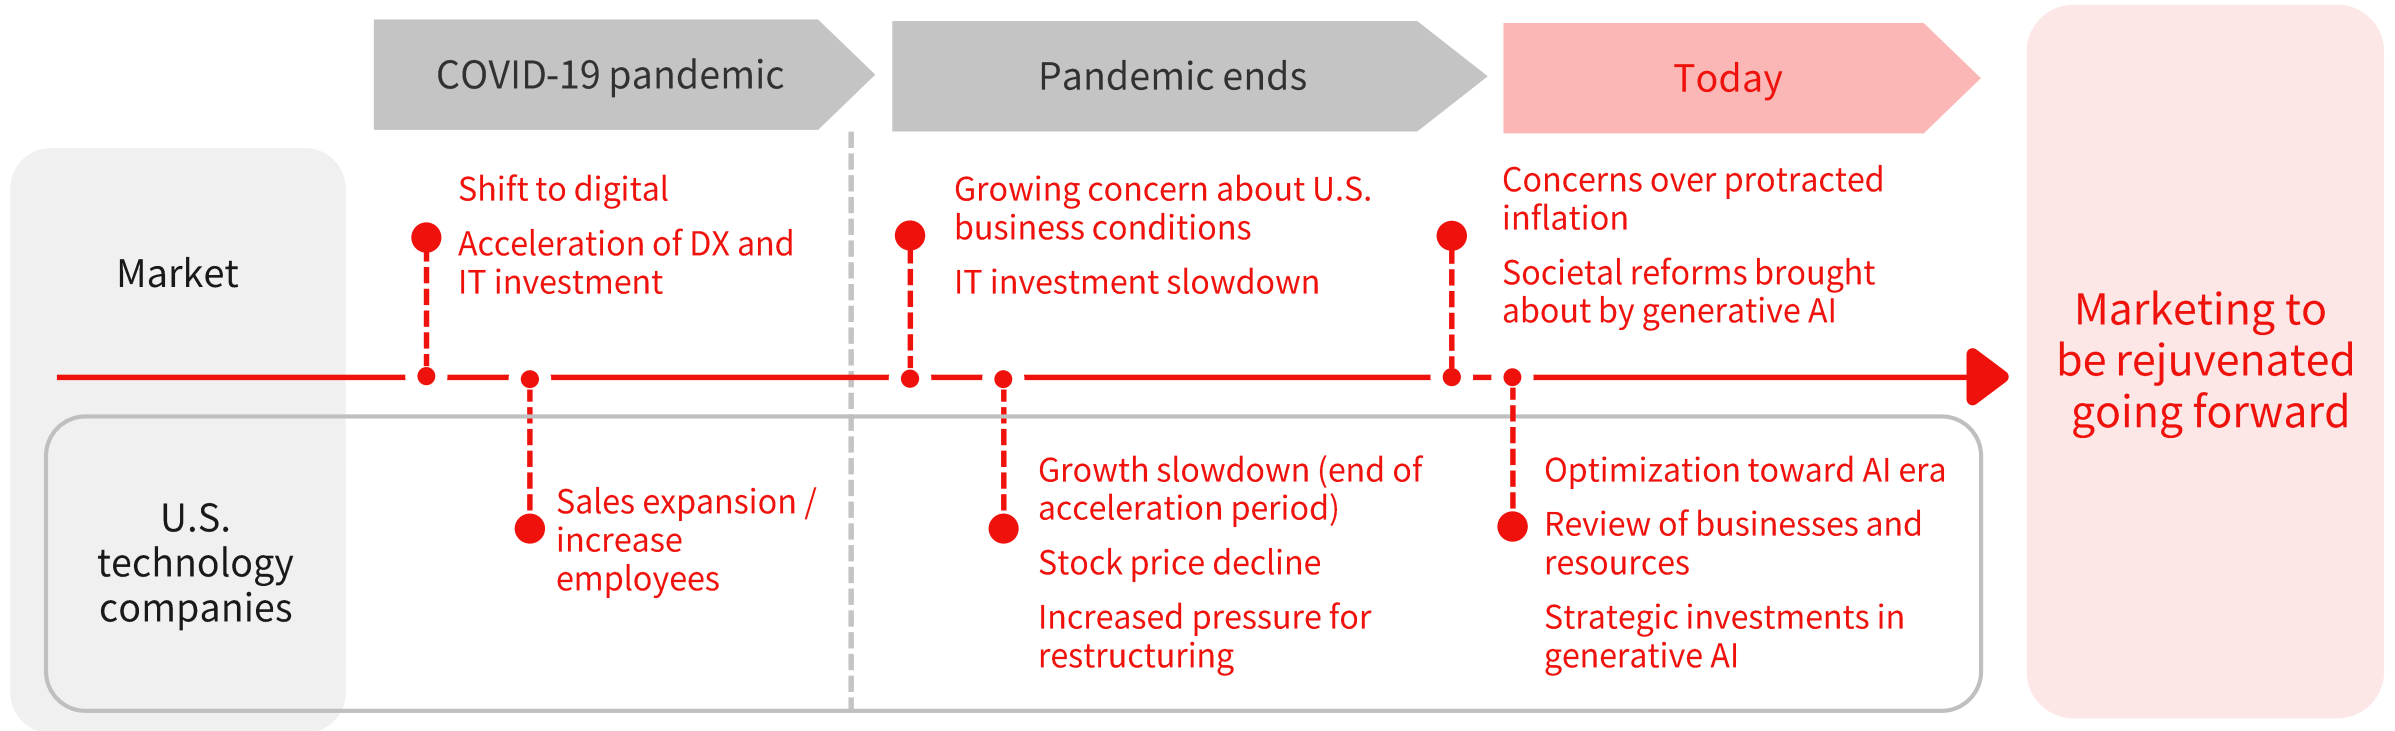 COVID-19 pandemic
Pandemic ends
Today
Market
Shift to digital
Acceleration of DX and
IT investment
Growing concern about U.S.
business conditions
IT investment slowdown
Concerns over protracted
inflation
Societal reforms brought
about by generative AI
U.S.
technology
companies
Sales expansion /
increase
employees
Growth slowdown (end of
acceleration period)
Stock price decline
Increased pressure for
restructuring
Optimization toward AI era
Review of businesses and
resources
Strategic investments in
generative AI
Marketing to
be rejuvenated
going forward